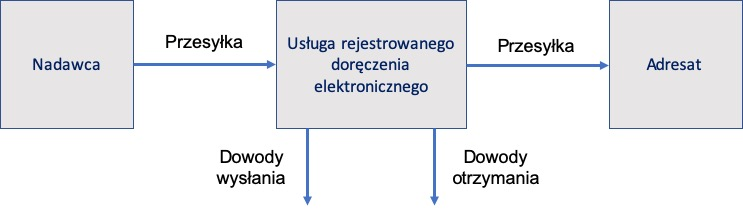 Nadawca
Przesyłka
Usługa rejestrowanego
doręczenia
elektronicznego
Przesyłka
Adresat
Dowody
wysłania
Dowody
otrzymania